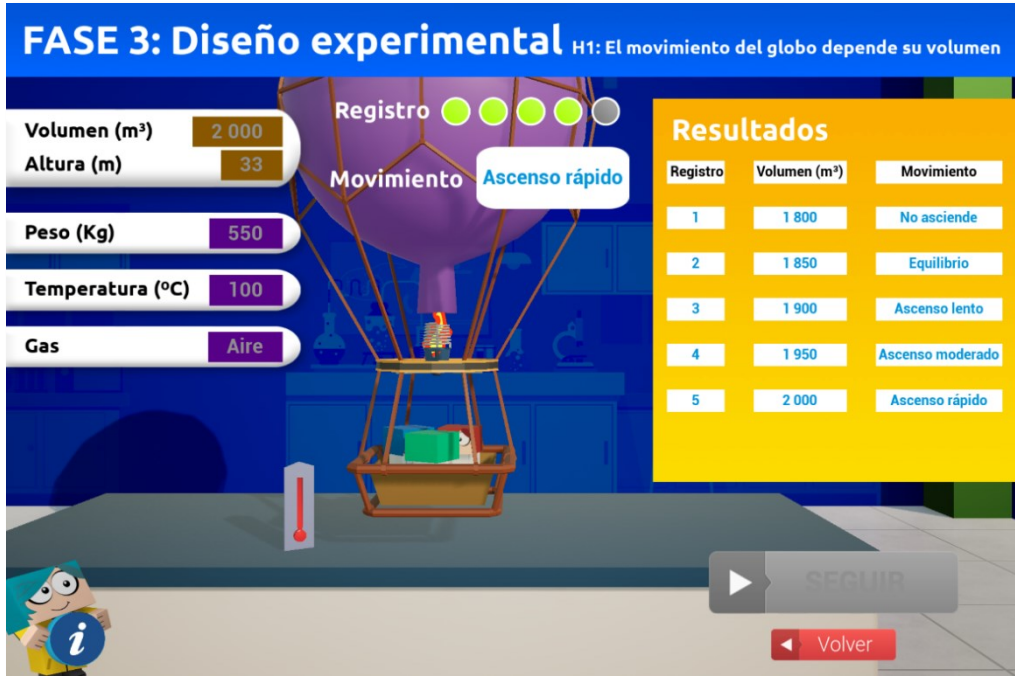 FASE 3: Diseño experimental H1: El movimiento del globo depende su volumen
Volumen (m³) 2 000
Altura (m) 33
Peso (Kg) 550
Temperatura (ºC) 100
Gas Aire
Registro
Movimiento Ascenso rápido
Resultados
Registro Volumen (m³) Movimiento
1 1 800 No asciende
2 1 850 Equilibrio
3 1 900 Ascenso lento
4 1 950 Ascenso moderado
5 2 000 Ascenso rápido
SEGUIR
Volver
i